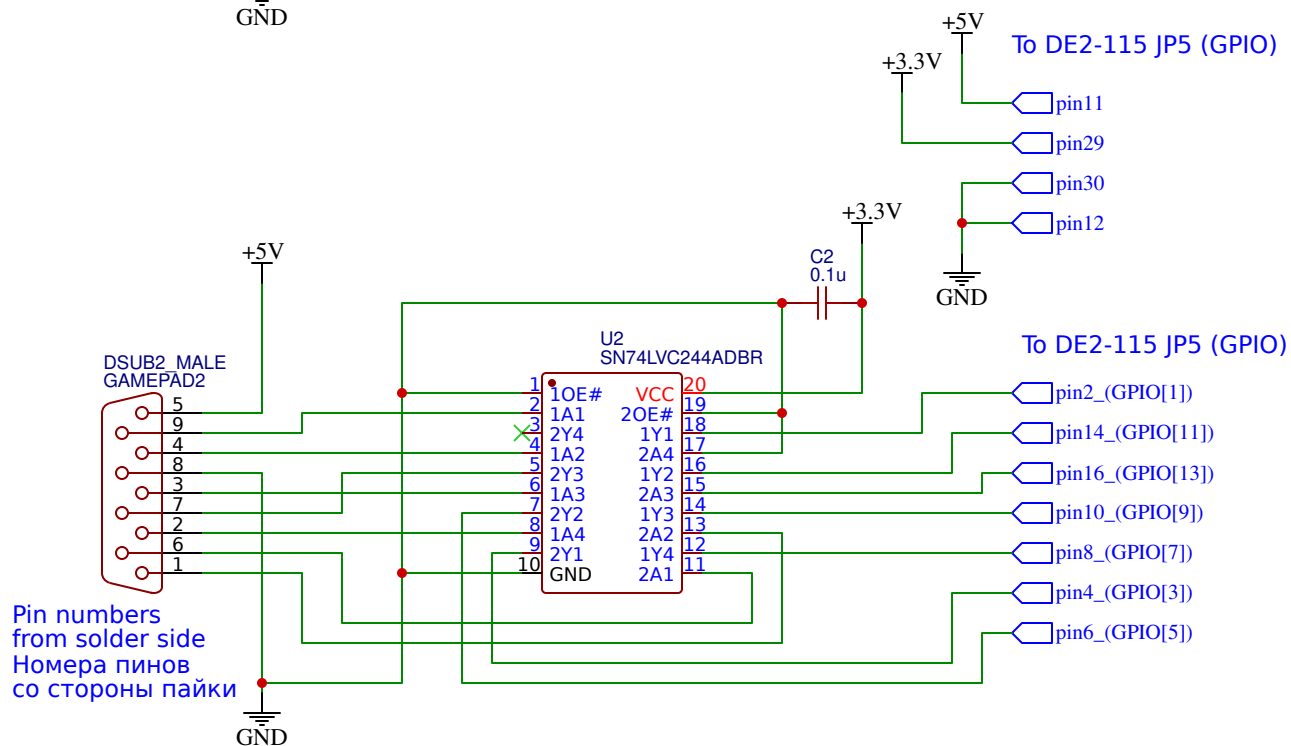 GND
+5V
To DE2-115 JP5 (GPIO)
+3.3V
pin11
pin29
pin30
pin12
GND
+3.3V
C2
0.1u
+5V
DSUB2_MALE
GAMEPAD2
5
9
4
8
3
7
2
6
1
Pin numbers
from solder side
Номера пинов
со стороны пайки
GND
U2
SN74LVC244ADBR
1 1OE# VCC 20
2 1A1 2OE# 19
3 2Y4 1Y1 18
4 1A2 2A4 17
5 2Y3 1Y2 16
6 1A3 2A3 15
7 2Y2 1Y3 14
8 1A4 2A2 13
9 2Y1 1Y4 12
10 GND 2A1 11
To DE2-115 JP5 (GPIO)
pin2_(GPIO[1])
pin14_(GPIO[11])
pin16_(GPIO[13])
pin10_(GPIO[9])
pin8_(GPIO[7])
pin4_(GPIO[3])
pin6_(GPIO[5])